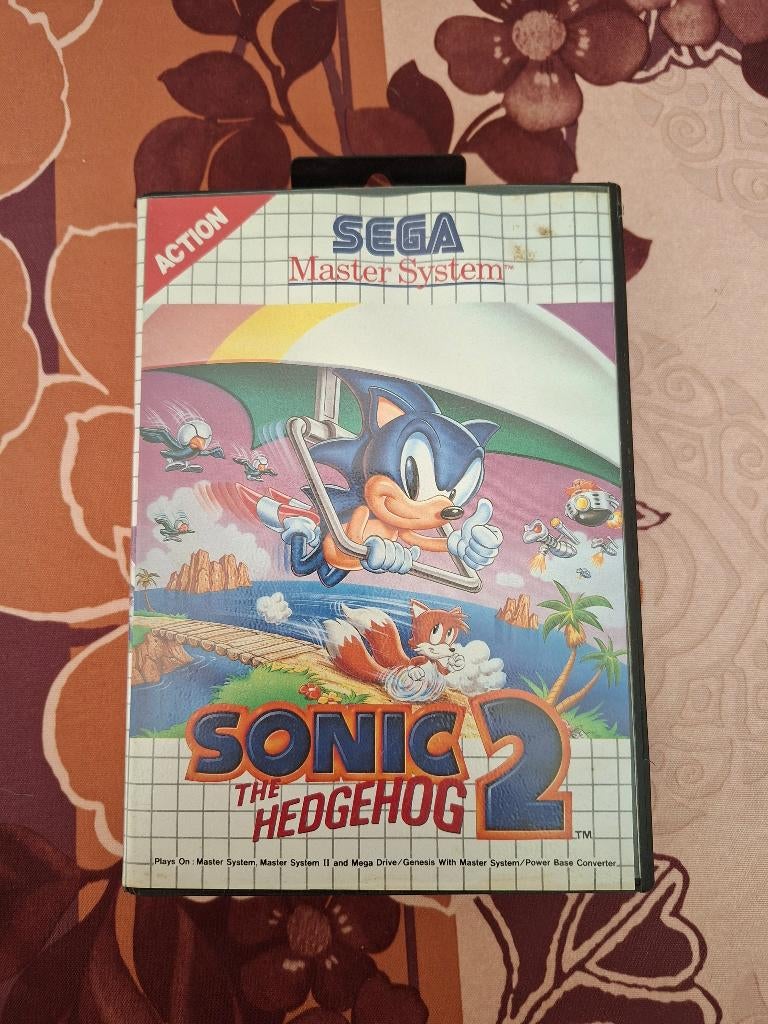 ACTION
SEGA
Master System™
SONIC 2
THE
HEDGEHOG
TM
Plays On : Master System, Master System II and Mega Drive/Genesis With Master System/Power Base Converter.